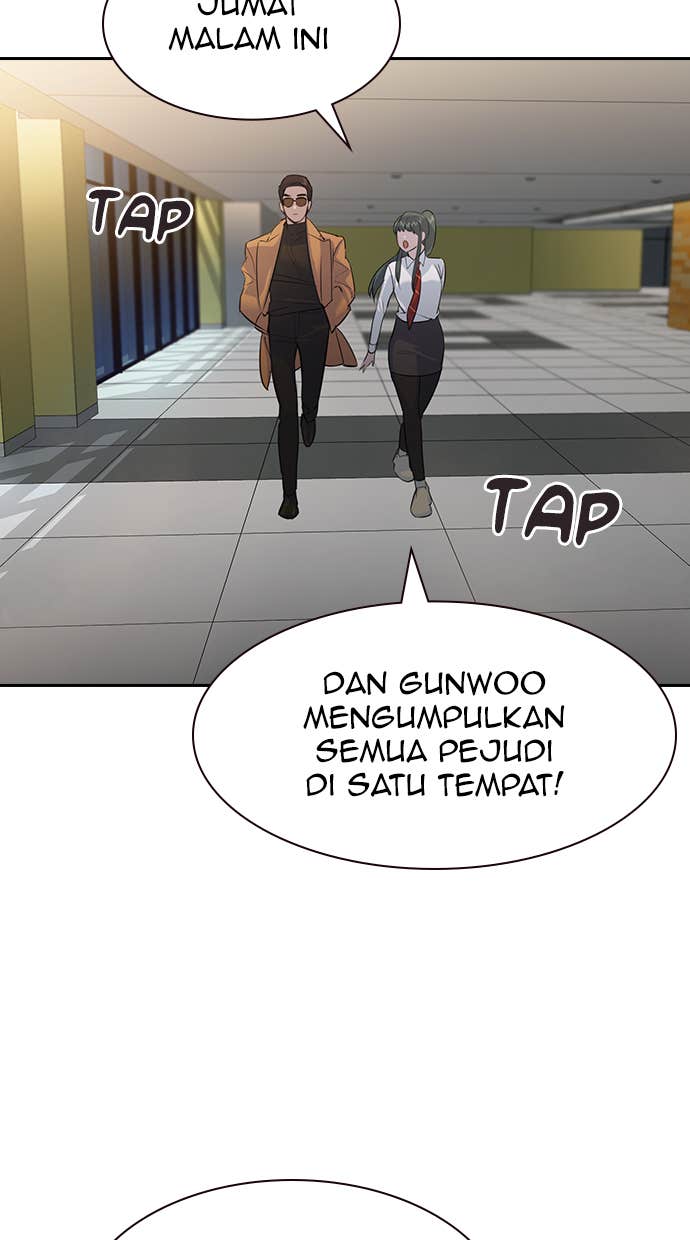 JUMAT
MALAM INI
TAP
TAP
DAN GUNWOO
MENGUMPULKAN
SEMUA PEJUDI
DI SATU TEMPAT!